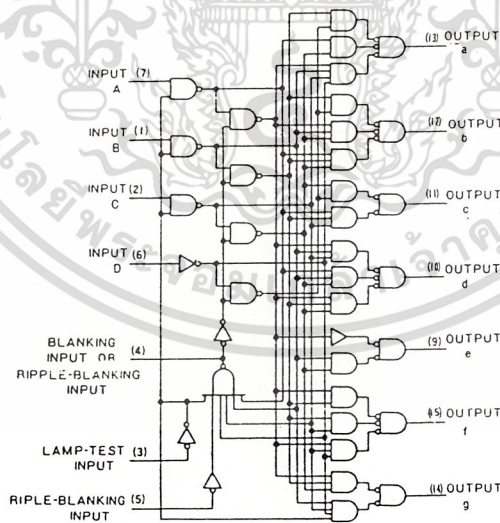 INPUT (7)
A
INPUT (1)
B
INPUT (2)
C
INPUT (6)
D
BLANKING
INPUT OR (4)
RIPPLE-BLANKING
INPUT
LAMP-TEST (3)
INPUT
RIPLE-BLANKING (5)
INPUT
(13) OUTPUT
a
(12) OUTPUT
b
(11) OUTPUT
c
(10) OUTPUT
d
(9) OUTPUT
e
(15) OUTPUT
f
(14) OUTPUT
g